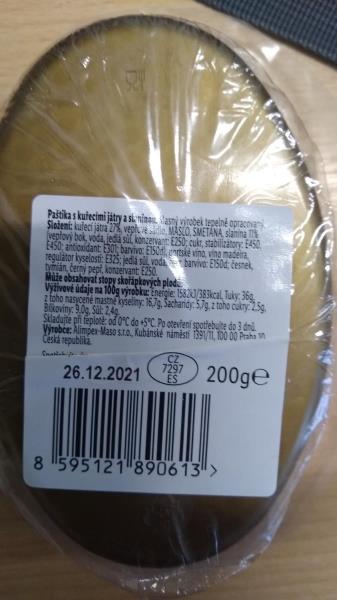 Paštika s kuřecími játry a slaninou. Masný výrobek tepelně opracovaný.
Složení: kuřecí játra 27%, vepřové sádlo, MÁSLO, SMETANA, slanina 11%
(vepřový bok, voda, jedlá sůl, konzervant: E250; cukr, stabilizátory: E450,
E450; antioxidant: E301; barvivo: E150d), portské víno, víno madeira,
regulátor kyselosti: E325; jedlá sůl, barvivo: E150d; česnek,
tymián, černý pepř, konzervant: E250.
Může obsahovat stopy skořápkových plodů.
Výživové údaje na 100g výrobku: Energie: 1582kJ/383kcal, Tuky: 36g,
z toho nasycené mastné kyseliny: 16,7g, Sacharidy: 5,7g, z toho cukry: 2,5g,
Bílkoviny: 9,0g, Sůl: 2,4g.
Skladujte při teplotě: od 0°C do +5°C. Po otevření spotřebujte do 3 dnů.
Výrobce: Alimpex-Maso s.r.o., Kubánské náměstí 1391/11, 100 00 Praha 10
Česká republika.
26.12.2021
CZ
7297
ES
200g℮
8 595121 890613 >